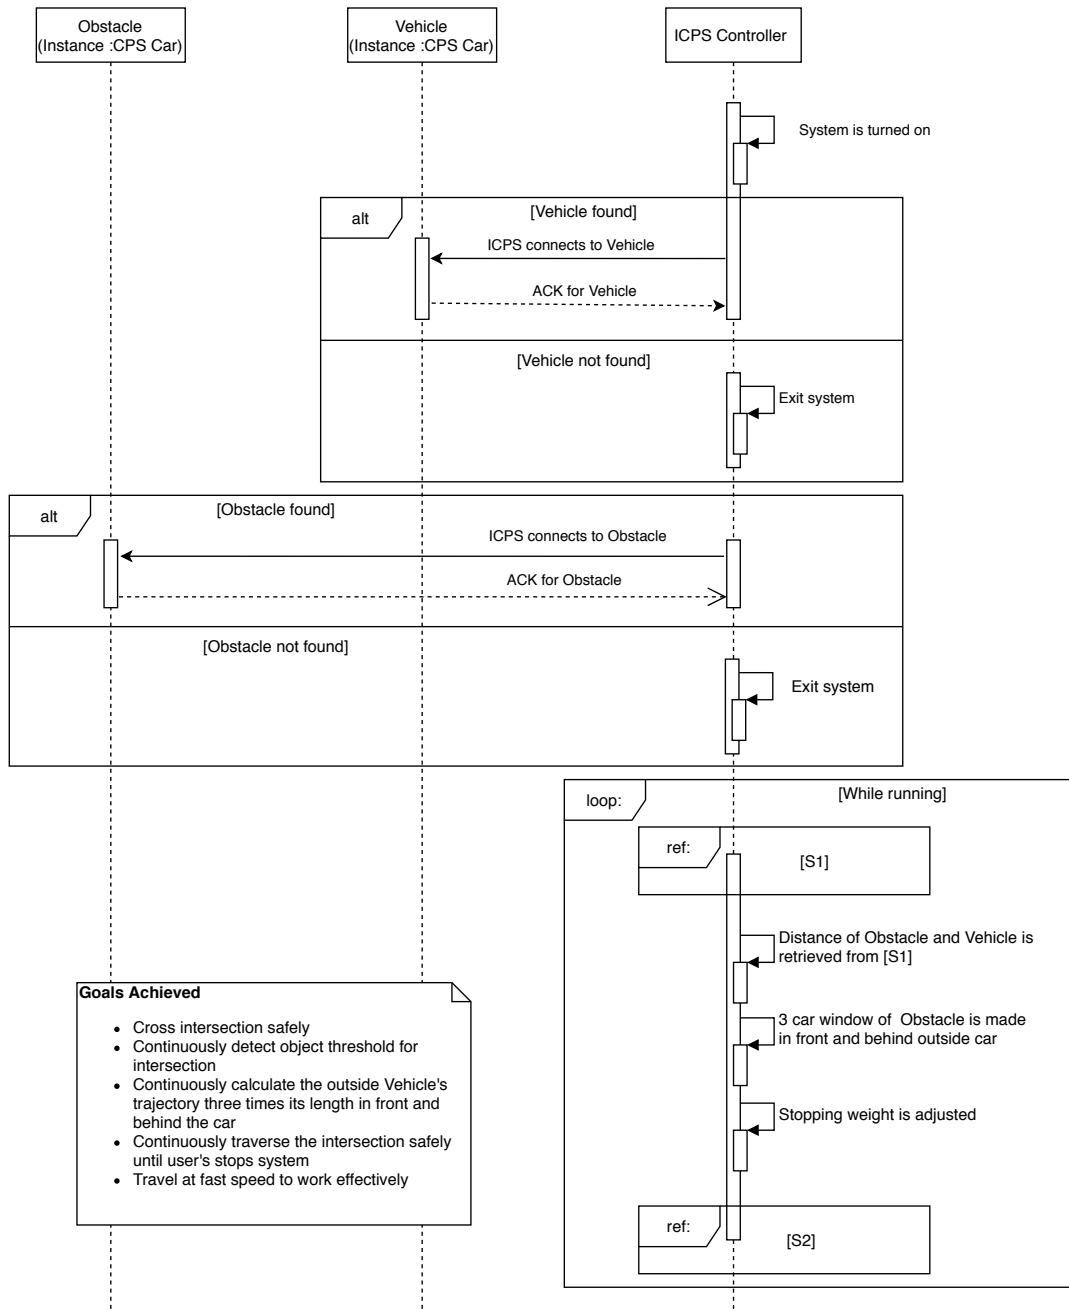 Obstacle
(Instance :CPS Car)
Vehicle
(Instance :CPS Car)
ICPS Controller
System is turned on
alt
[Vehicle found]
ICPS connects to Vehicle
ACK for Vehicle
[Vehicle not found]
Exit system
alt
[Obstacle found]
ICPS connects to Obstacle
ACK for Obstacle
[Obstacle not found]
Exit system
loop:
[While running]
ref:
[S1]
Distance of Obstacle and Vehicle is
retrieved from [S1]
3 car window of  Obstacle is made
in front and behind outside car
Stopping weight is adjusted
ref:
[S2]
Goals Achieved
• Cross intersection safely
• Continuously detect object threshold for
intersection
• Continuously calculate the outside Vehicle's
trajectory three times its length in front and
behind the car
• Continuously traverse the intersection safely
until user's stops system
• Travel at fast speed to work effectively